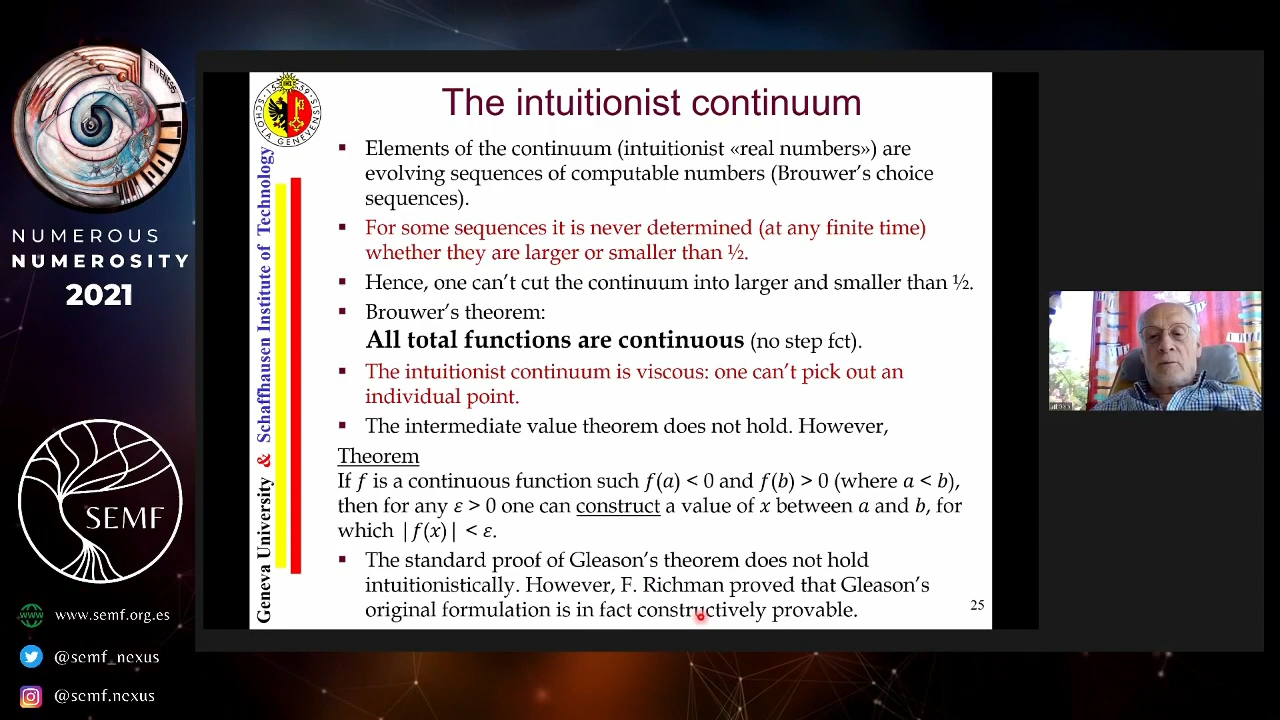 FIVENESS
NUMEROUS
NUMEROSITY
2021
SEMF
www.semf.org.es
@semf_nexus
@semf.nexus
SCHOLA GENEVENSIS
1559
Geneva University & Schaffhausen Institute of Technology
The intuitionist continuum
▪ Elements of the continuum (intuitionist «real numbers») are
evolving sequences of computable numbers (Brouwer’s choice
sequences).
▪ For some sequences it is never determined (at any finite time)
whether they are larger or smaller than ½.
▪ Hence, one can’t cut the continuum into larger and smaller than ½.
▪ Brouwer’s theorem:
All total functions are continuous (no step fct).
▪ The intuitionist continuum is viscous: one can’t pick out an
individual point.
▪ The intermediate value theorem does not hold. However,
Theorem
If f is a continuous function such f(a) < 0 and f(b) > 0 (where a < b),
then for any ε > 0 one can construct a value of x between a and b, for
which |f(x)| < ε.
▪ The standard proof of Gleason’s theorem does not hold
intuitionistically. However, F. Richman proved that Gleason’s
original formulation is in fact constructively provable.
25